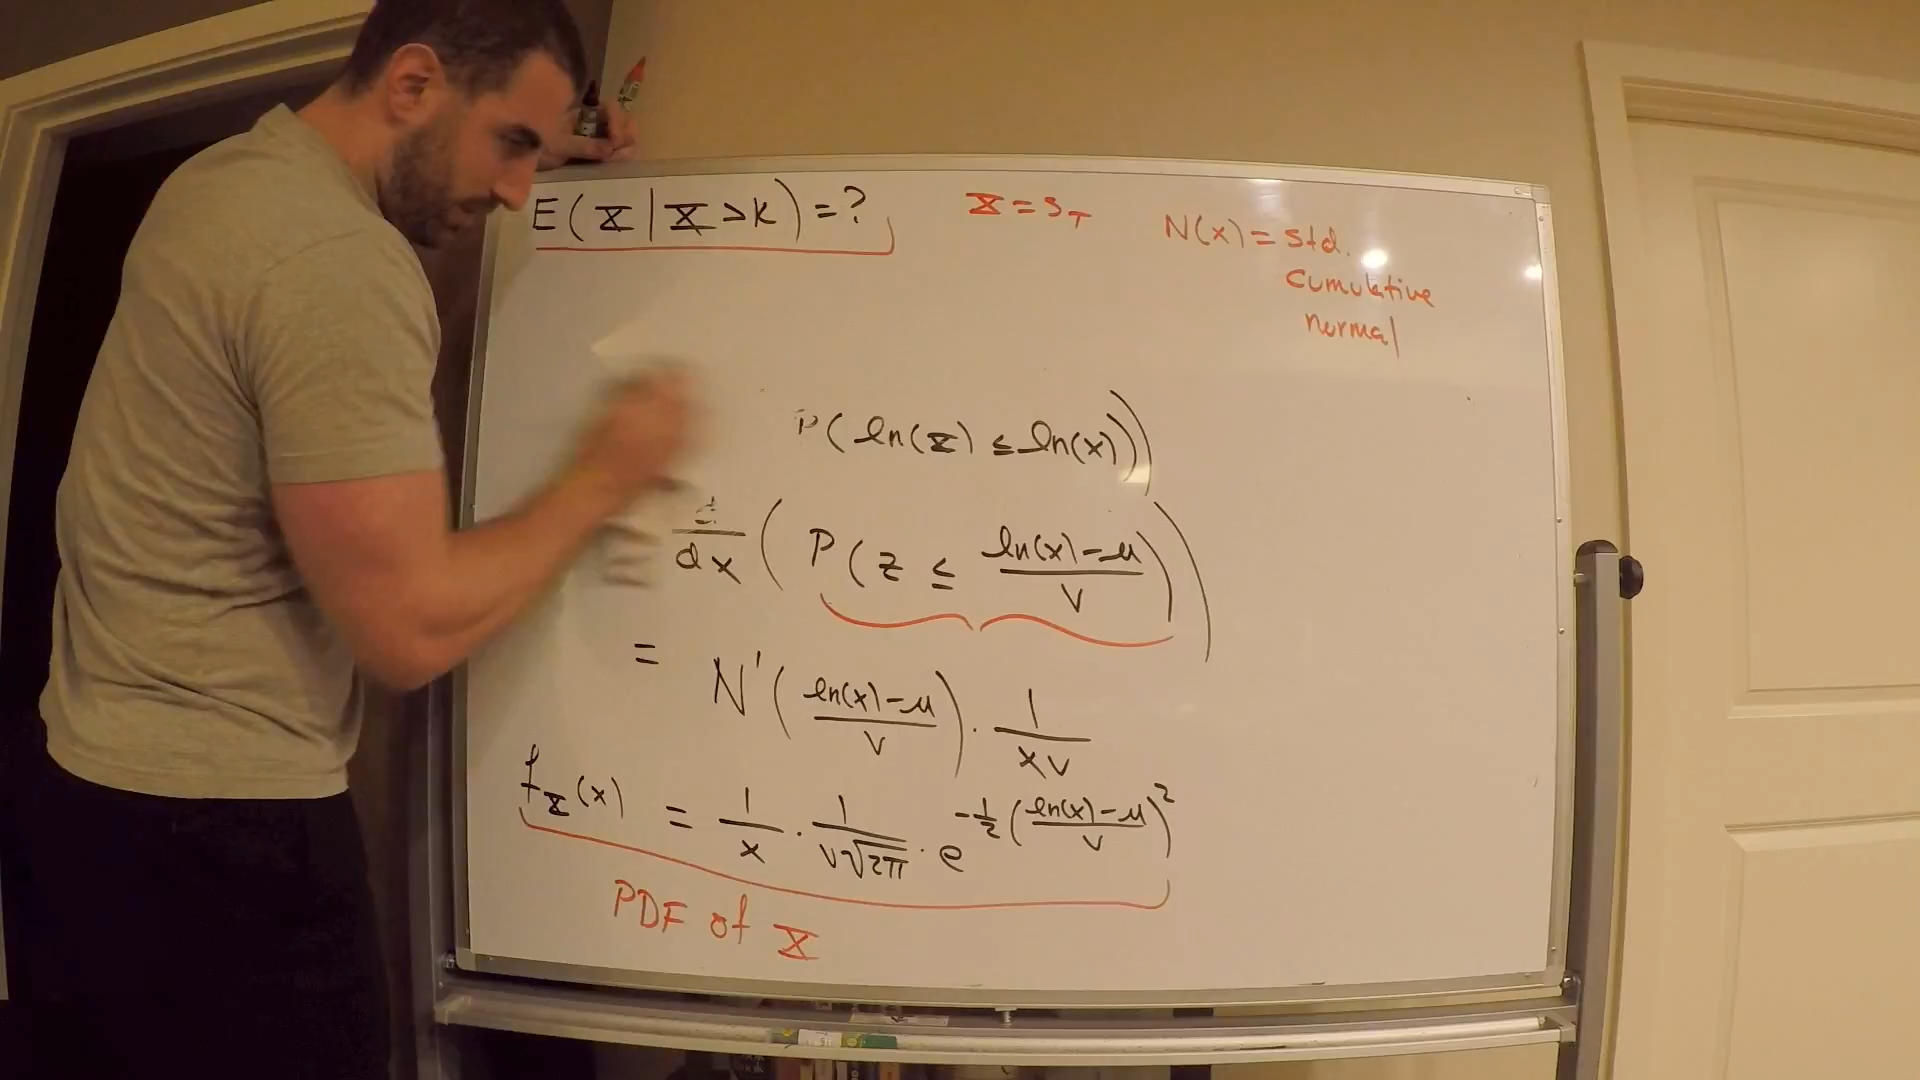 E(X|X>K)=?
X=S_T
N(x)= std.
Cumulative
normal
P(ln(X) ≤ ln(x)))
= d/dx ( P(z ≤ (ln(x)-μ)/v))
= N'((ln(x)-μ)/v) · 1/(xv)
f_X(x) = 1/x · 1/(v√2π) · e^(-1/2((ln(x)-μ)/v)^2)
PDF of X